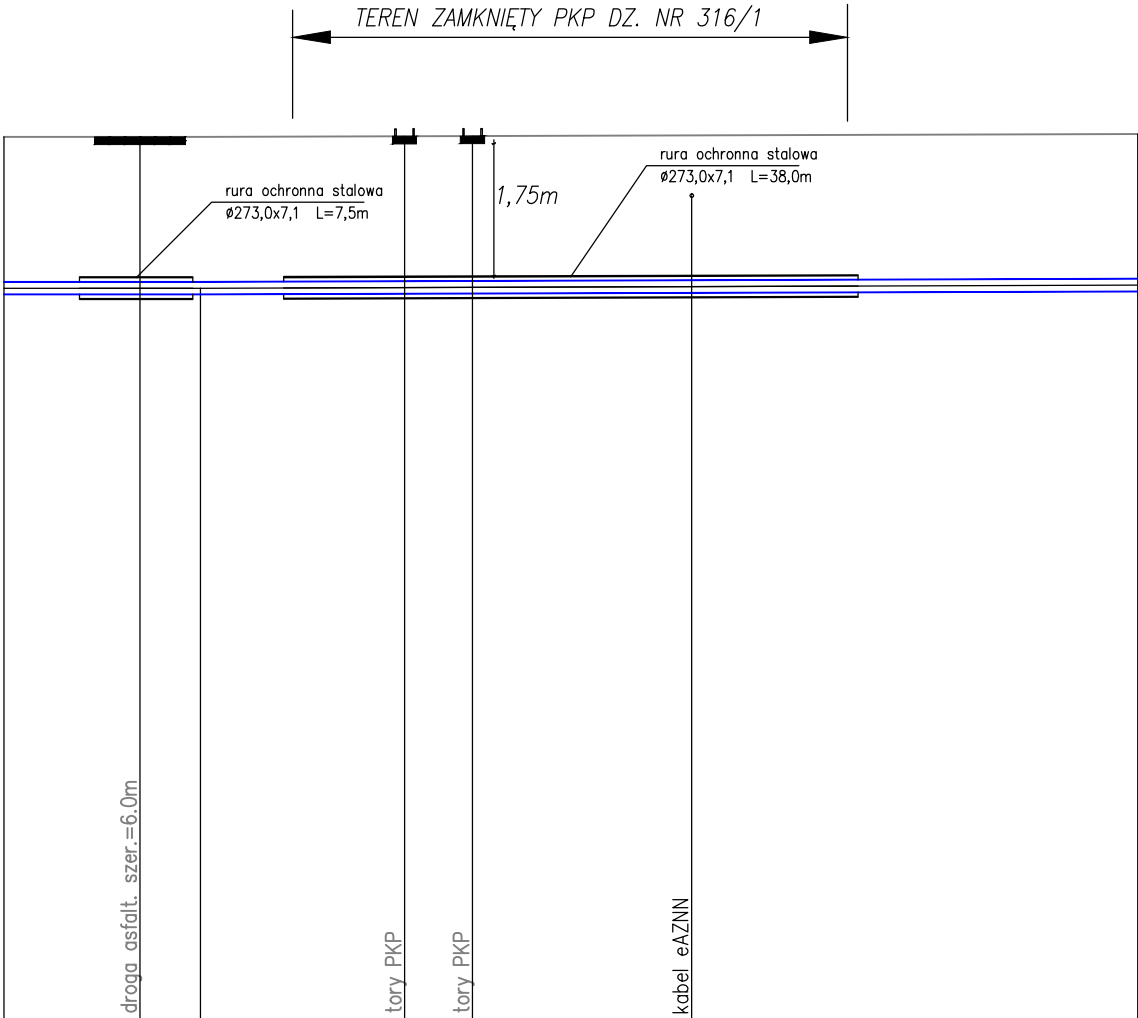 TEREN ZAMKNIĘTY PKP DZ. NR 316/1
rura ochronna stalowa
ø273,0x7,1 L=38,0m
rura ochronna stalowa
ø273,0x7,1 L=7,5m
1,75m
droga asfalt. szer.=6.0m
tory PKP
tory PKP
kabel eAZNN